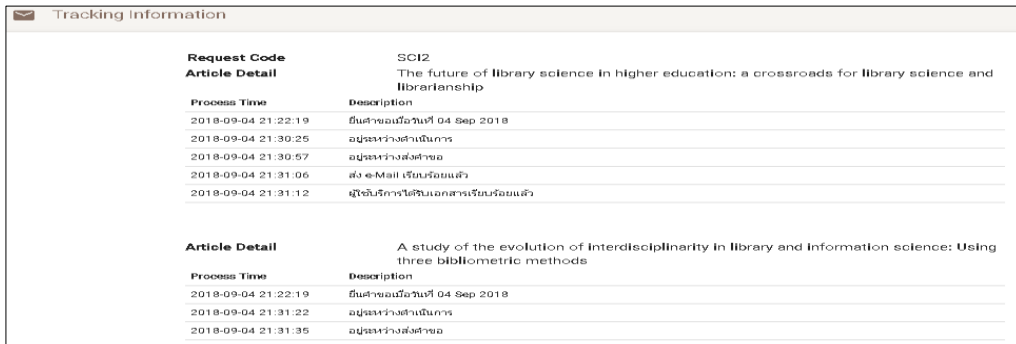 Tracking Information
Request Code SCI2
Article Detail The future of library science in higher education: a crossroads for library science and
librarianship
Process Time Description
2018-09-04 21:22:19 ยื่นคำขอเมื่อวันที่ 04 Sep 2018
2018-09-04 21:30:25 อยู่ระหว่างดำเนินการ
2018-09-04 21:30:57 อยู่ระหว่างส่งคำขอ
2018-09-04 21:31:06 ส่ง e-Mail เรียบร้อยแล้ว
2018-09-04 21:31:12 ผู้ใช้บริการได้รับเอกสารเรียบร้อยแล้ว
Article Detail A study of the evolution of interdisciplinarity in library and information science: Using
three bibliometric methods
Process Time Description
2018-09-04 21:22:19 ยื่นคำขอเมื่อวันที่ 04 Sep 2018
2018-09-04 21:31:22 อยู่ระหว่างดำเนินการ
2018-09-04 21:31:35 อยู่ระหว่างส่งคำขอ